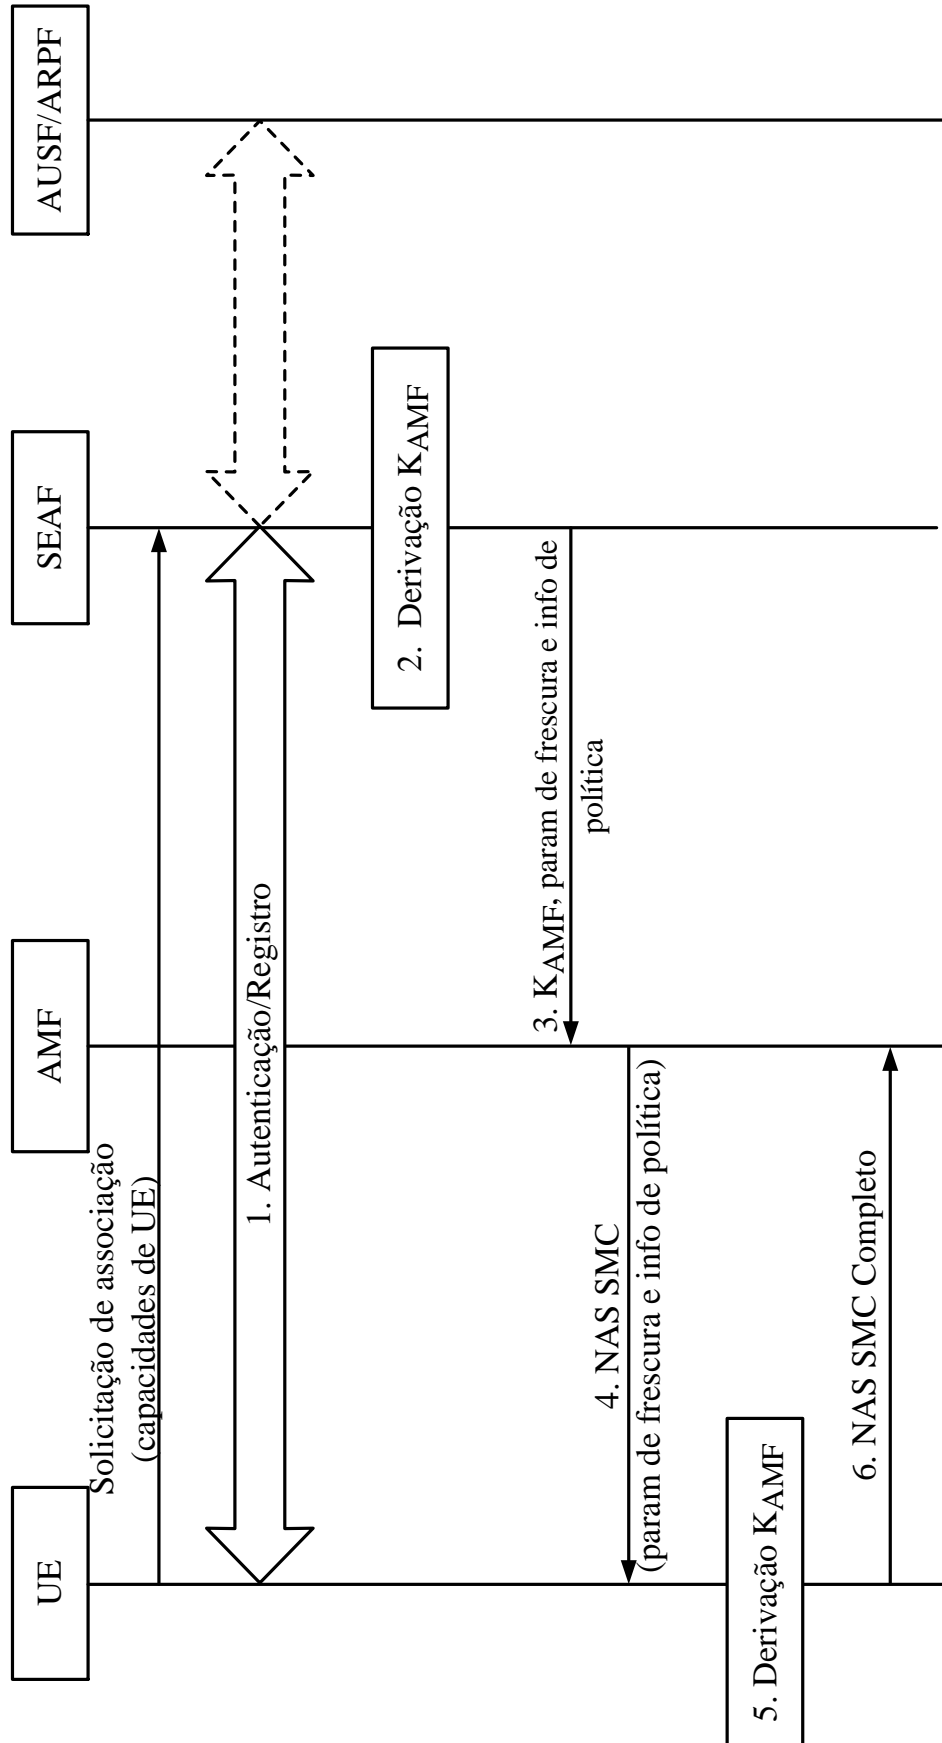 UE
AMF
SEAF
AUSF/ARPF
Solicitação de associação
(capacidades de UE)
1. Autenticação/Registro
2. Derivação KAMF
3. KAMF, param de frescura e info de
política
4. NAS SMC
(param de frescura e info de política)
5. Derivação KAMF
6. NAS SMC Completo